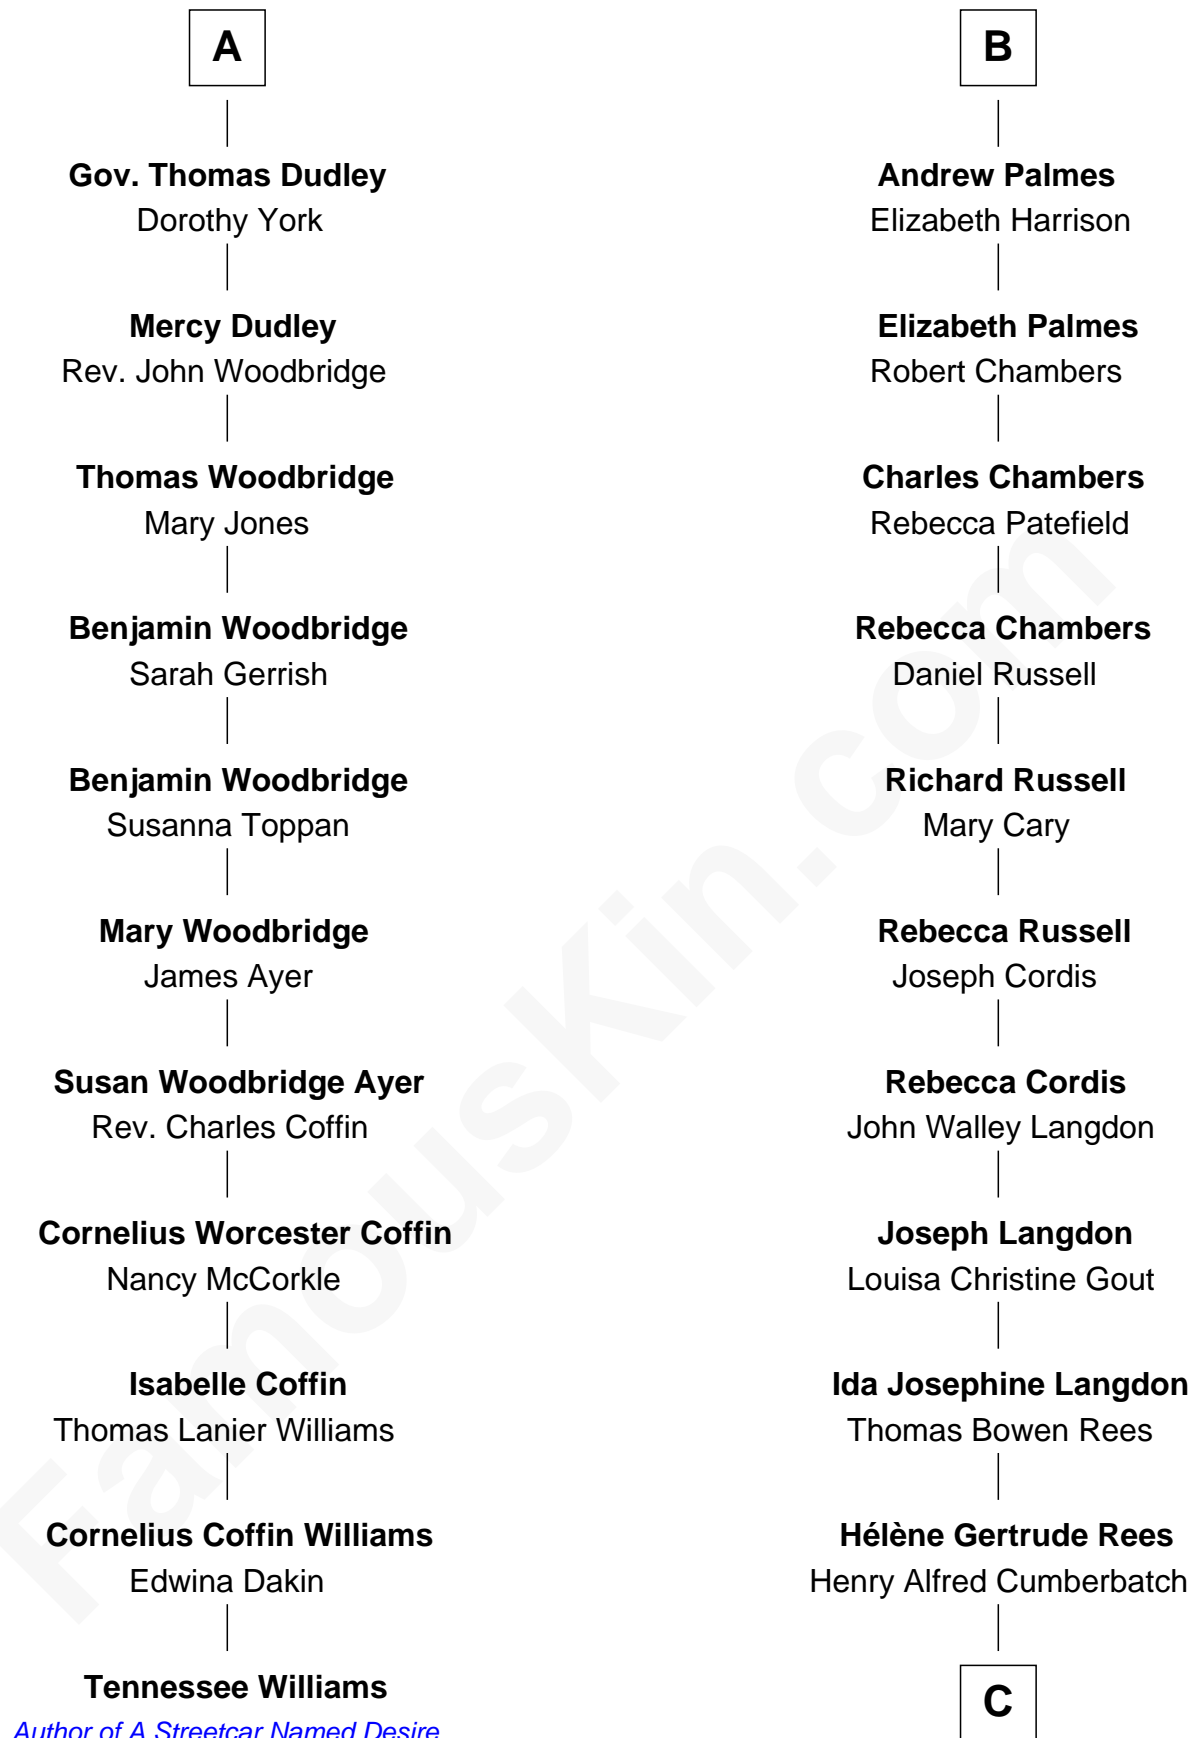 A
Gov. Thomas Dudley
Dorothy York
Mercy Dudley
Rev. John Woodbridge
Thomas Woodbridge
Mary Jones
Benjamin Woodbridge
Sarah Gerrish
Benjamin Woodbridge
Susanna Toppan
Mary Woodbridge
James Ayer
Susan Woodbridge Ayer
Rev. Charles Coffin
Cornelius Worcester Coffin
Nancy McCorkle
Isabelle Coffin
Thomas Lanier Williams
Cornelius Coffin Williams
Edwina Dakin
Tennessee Williams
Author of A Streetcar Named Desire
B
Andrew Palmes
Elizabeth Harrison
Elizabeth Palmes
Robert Chambers
Charles Chambers
Rebecca Patefield
Rebecca Chambers
Daniel Russell
Richard Russell
Mary Cary
Rebecca Russell
Joseph Cordis
Rebecca Cordis
John Walley Langdon
Joseph Langdon
Louisa Christine Gout
Ida Josephine Langdon
Thomas Bowen Rees
Hélène Gertrude Rees
Henry Alfred Cumberbatch
C
FamousKin.com